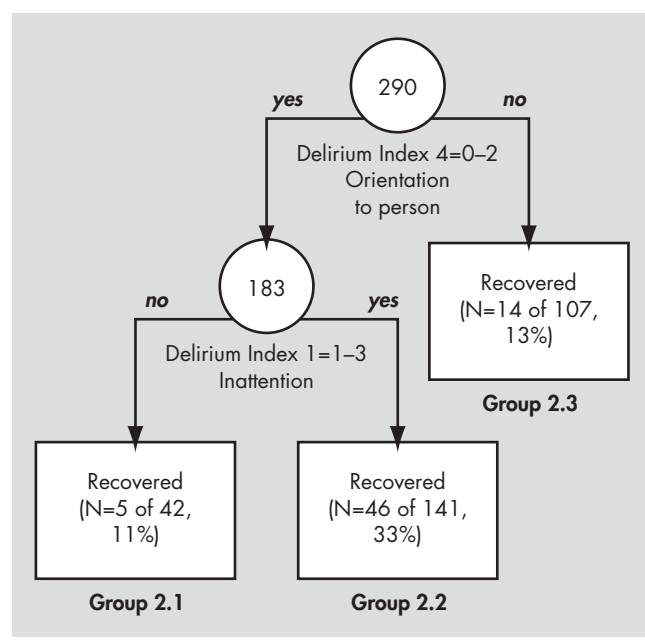 290
yes
no
Delirium Index 4=0–2
Orientation
to person
183
no
yes
Recovered
(N=14 of 107,
13%)
Delirium Index 1=1–3
Inattention
Group 2.3
Recovered
(N=5 of 42,
11%)
Recovered
(N=46 of 141,
33%)
Group 2.1
Group 2.2